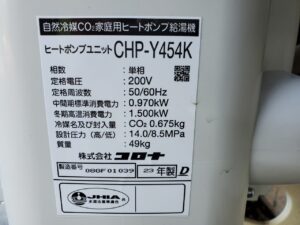 自然冷媒CO₂家庭用ヒートポンプ給湯機
ヒートポンプユニット CHP-Y454K
相数 : 単相
定格電圧 : 200V
定格周波数 : 50/60Hz
中間期標準消費電力 : 0.970kW
冬期高温消費電力 : 1.500kW
冷媒名及び封入量 : CO₂ 0.675kg
設計圧力(高/低) : 14.0/8.5MPa
質量 : 49kg
株式会社コロナ
製造番号 08BF01039 23年製 D
JHIA